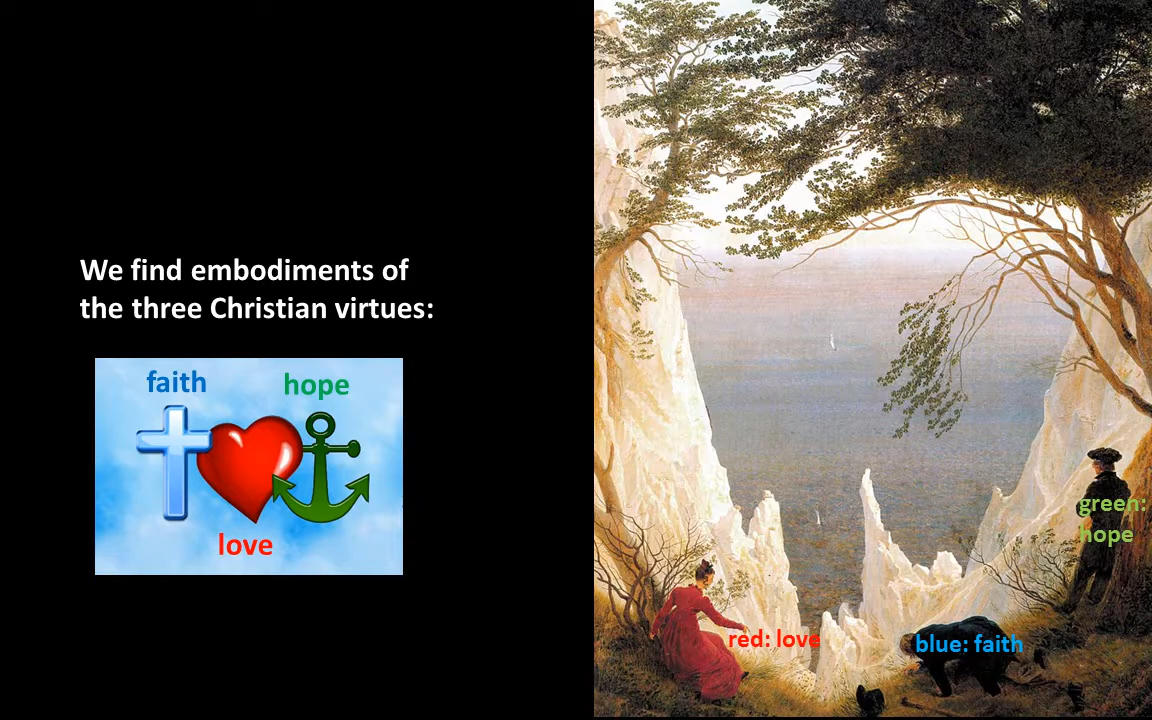 We find embodiments of
the three Christian virtues:
faith
hope
love
green:
hope
red: love
blue: faith